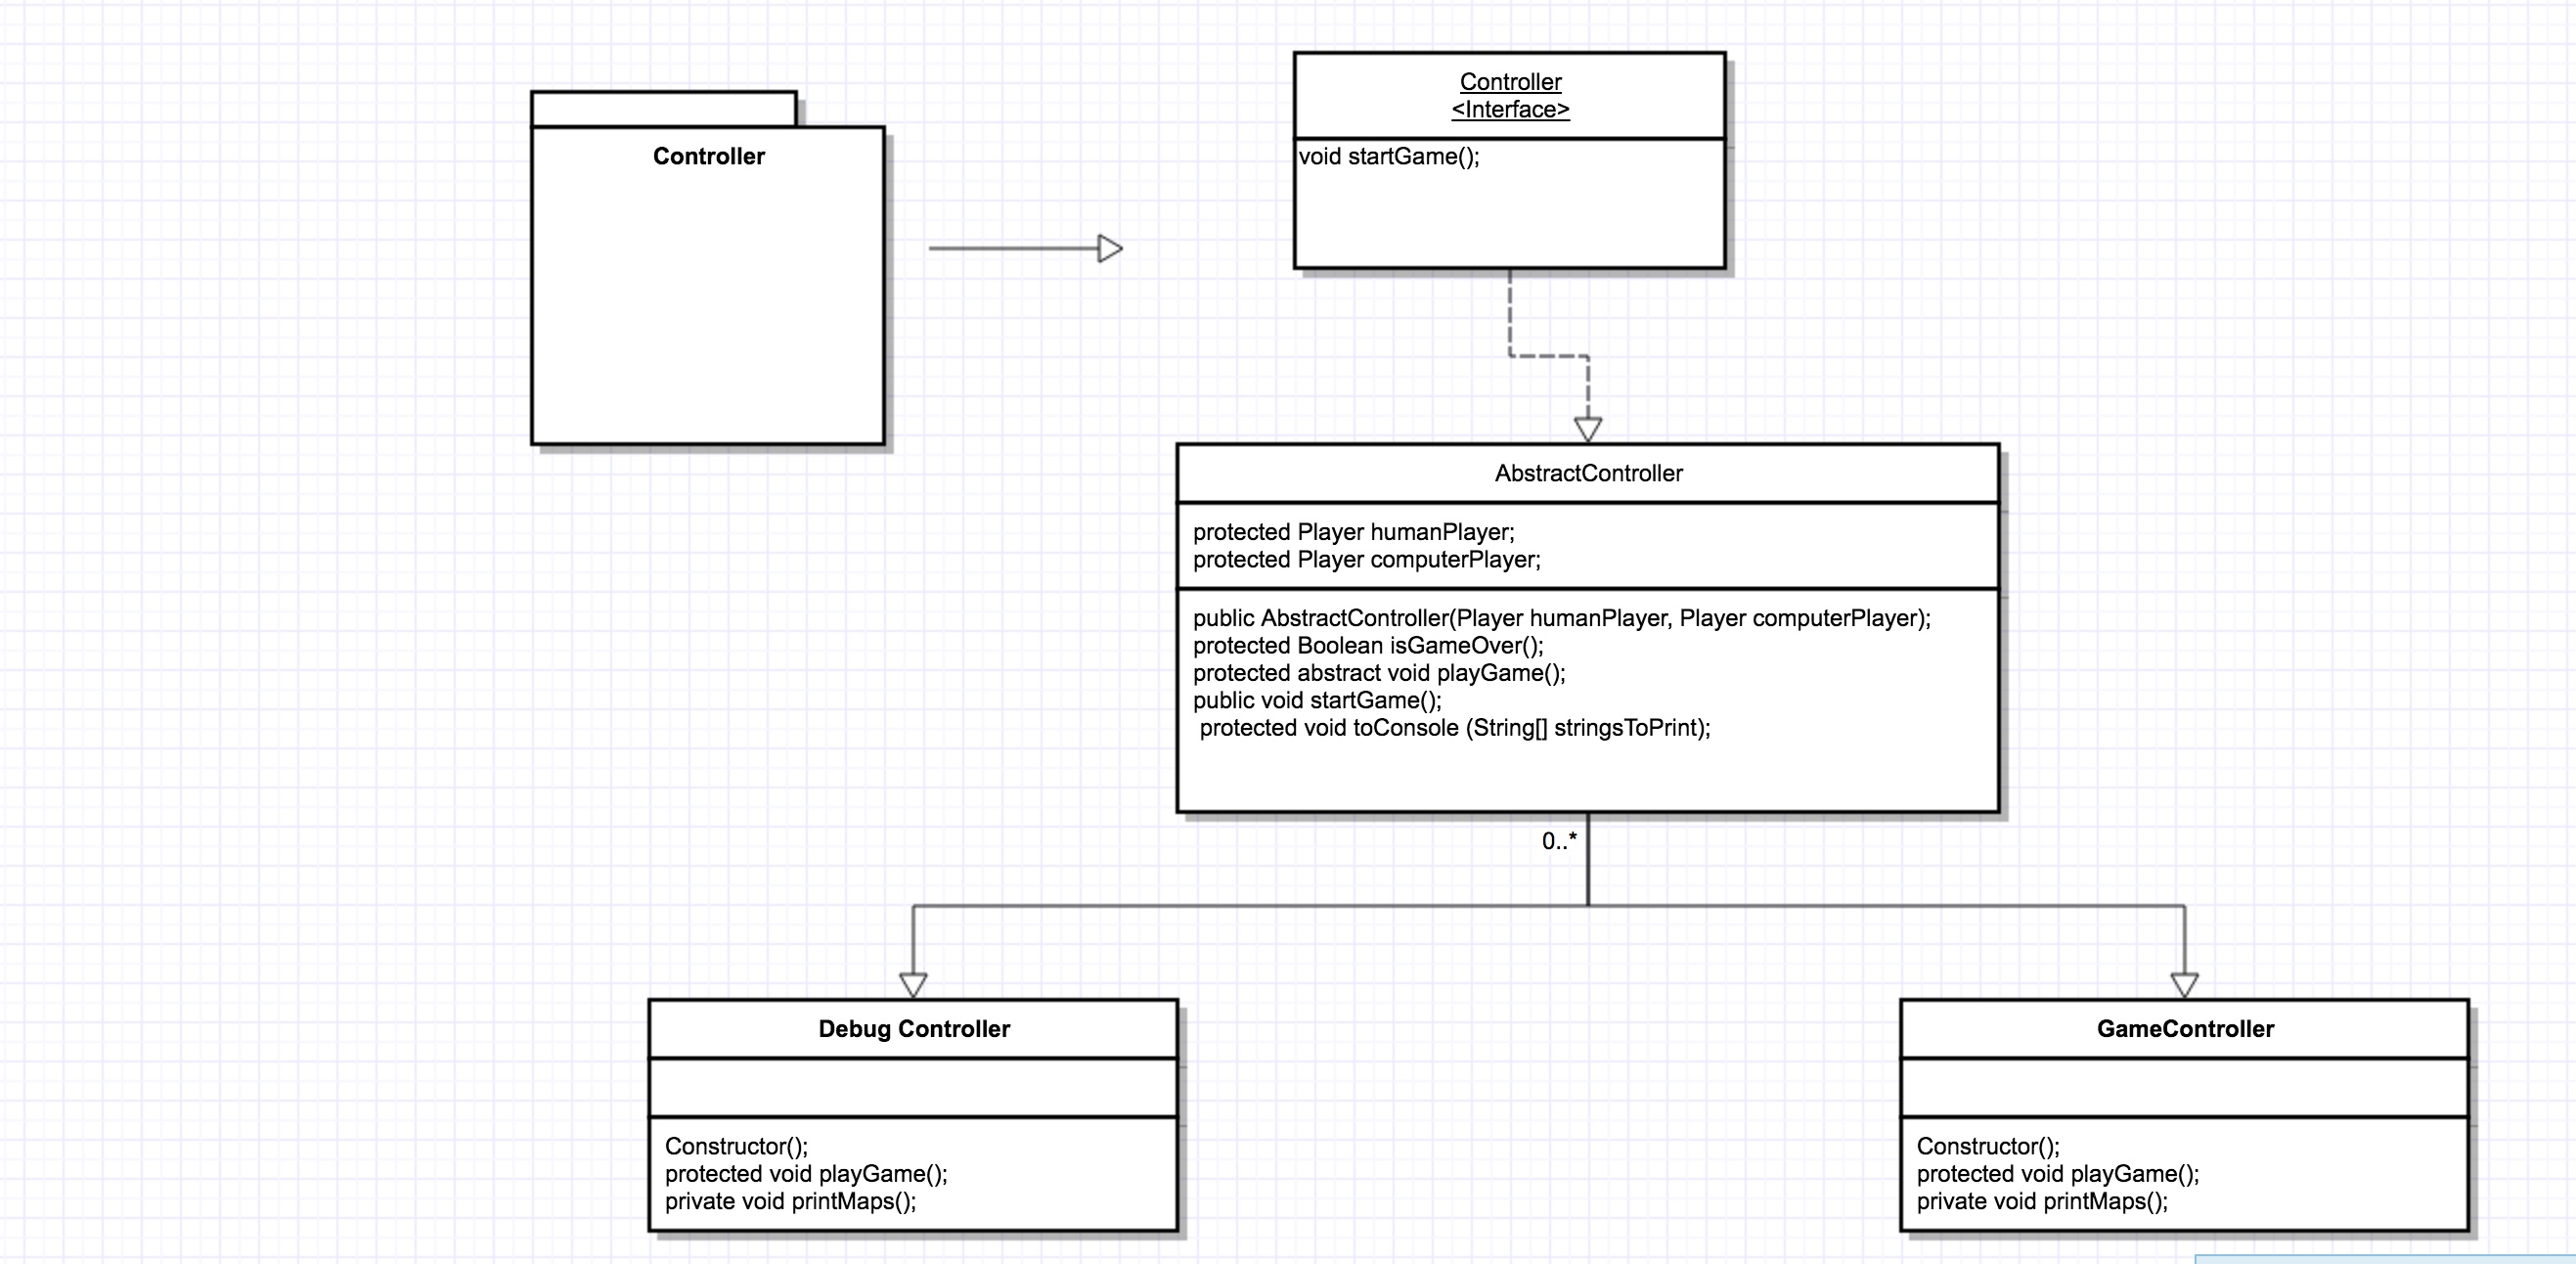 Controller
Controller
<Interface>
void startGame();
AbstractController
protected Player humanPlayer;
protected Player computerPlayer;
public AbstractController(Player humanPlayer, Player computerPlayer);
protected Boolean isGameOver();
protected abstract void playGame();
public void startGame();
protected void toConsole (String[] stringsToPrint);
0..*
Debug Controller
Constructor();
protected void playGame();
private void printMaps();
GameController
Constructor();
protected void playGame();
private void printMaps();